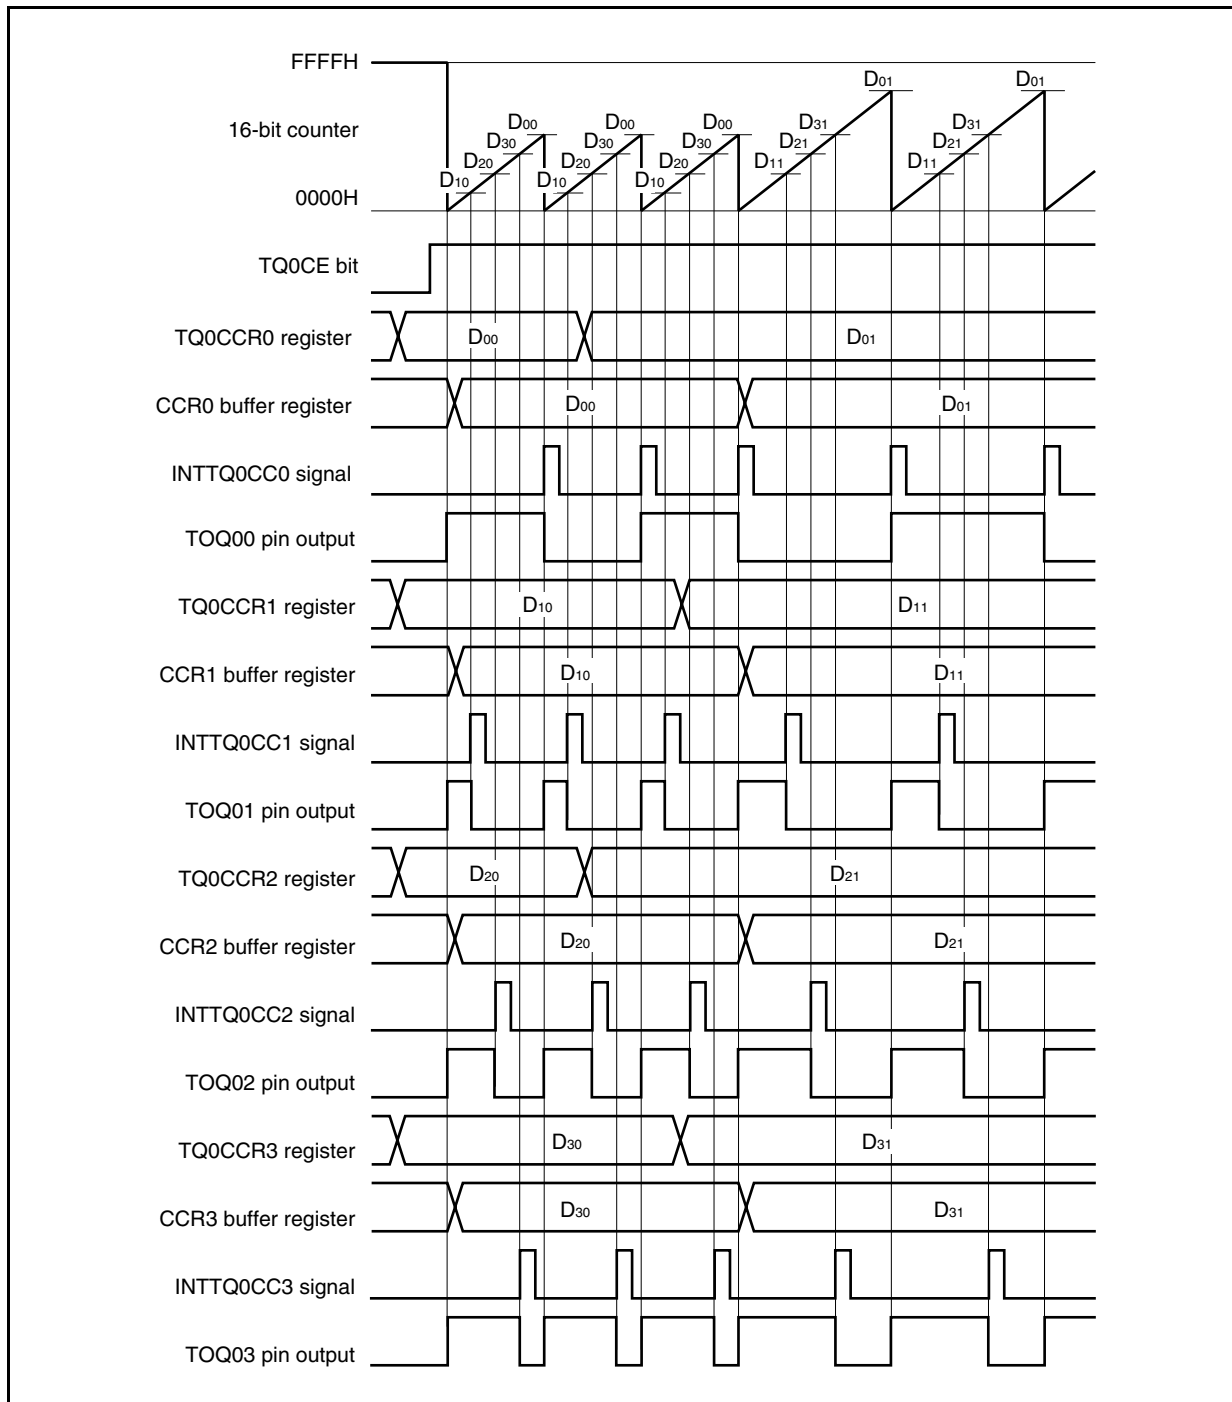 FFFFH
D01 D01
16-bit counter
D00 D00 D00 D31 D31
D30 D30 D30 D21 D21
D20 D20 D20 D11 D11
D10 D10 D10
0000H
TQ0CE bit
TQ0CCR0 register D00 D01
CCR0 buffer register D00 D01
INTTQ0CC0 signal
TOQ00 pin output
TQ0CCR1 register D10 D11
CCR1 buffer register D10 D11
INTTQ0CC1 signal
TOQ01 pin output
TQ0CCR2 register D20 D21
CCR2 buffer register D20 D21
INTTQ0CC2 signal
TOQ02 pin output
TQ0CCR3 register D30 D31
CCR3 buffer register D30 D31
INTTQ0CC3 signal
TOQ03 pin output